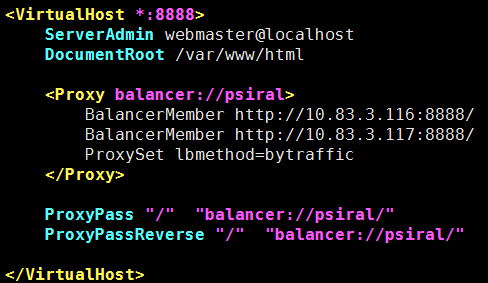 <VirtualHost *:8888>
    ServerAdmin webmaster@localhost
    DocumentRoot /var/www/html

    <Proxy balancer://psiral>
        BalancerMember http://10.83.3.116:8888/
        BalancerMember http://10.83.3.117:8888/
        ProxySet lbmethod=bytraffic
    </Proxy>

    ProxyPass "/"  "balancer://psiral/"
    ProxyPassReverse "/"  "balancer://psiral/"

</VirtualHost>